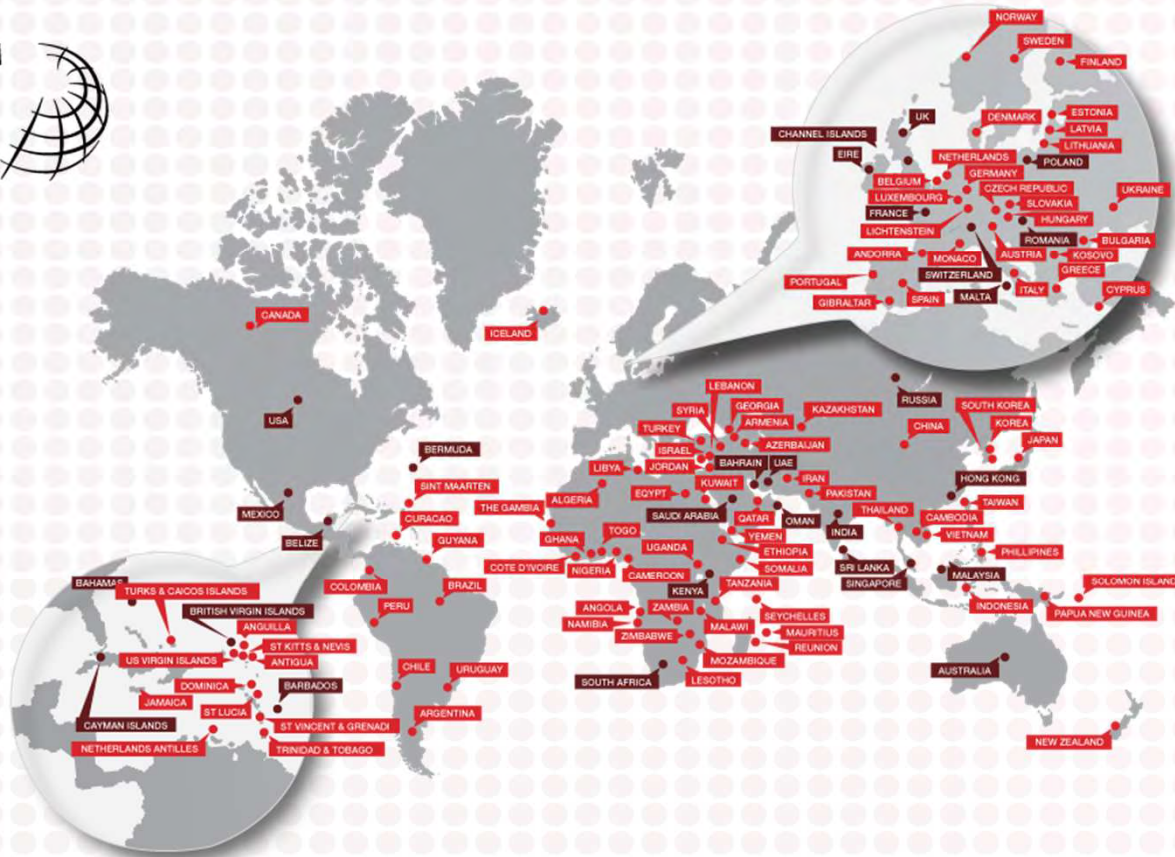 NORWAY
SWEDEN
FINLAND
UK
DENMARK
ESTONIA
LATVIA
LITHUANIA
CHANNEL ISLANDS
EIRE
NETHERLANDS
POLAND
BELGIUM
GERMANY
LUXEMBOURG
CZECH REPUBLIC
UKRAINE
SLOVAKIA
FRANCE
HUNGARY
LICHTENSTEIN
ROMANIA
BULGARIA
ANDORRA
MONACO
AUSTRIA
KOSOVO
SWITZERLAND
GREECE
PORTUGAL
ITALY
CYPRUS
MALTA
GIBRALTAR
SPAIN
CANADA
ICELAND
USA
BERMUDA
MEXICO
SINT MAARTEN
BELIZE
CURACAO
GUYANA
COLOMBIA
BRAZIL
PERU
CHILE
URUGUAY
ARGENTINA
BAHAMAS
TURKS & CAICOS ISLANDS
BRITISH VIRGIN ISLANDS
ANGUILLA
ST KITTS & NEVIS
US VIRGIN ISLANDS
ANTIGUA
DOMINICA
BARBADOS
JAMAICA
ST LUCIA
CAYMAN ISLANDS
ST VINCENT & GRENADI
NETHERLANDS ANTILLES
TRINIDAD & TOBAGO
LEBANON
SYRIA
GEORGIA
KAZAKHSTAN
ARMENIA
TURKEY
AZERBAIJAN
ISRAEL
LIBYA
JORDAN
BAHRAIN
UAE
KUWAIT
IRAN
EQYPT
ALGERIA
PAKISTAN
THE GAMBIA
SAUDI ARABIA
QATAR
OMAN
INDIA
YEMEN
GHANA
TOGO
UGANDA
ETHIOPIA
COTE D'IVOIRE
NIGERIA
CAMEROON
SOMALIA
KENYA
TANZANIA
ANGOLA
ZAMBIA
SEYCHELLES
NAMIBIA
MALAWI
MAURITIUS
ZIMBABWE
REUNION
MOZAMBIQUE
SOUTH AFRICA
LESOTHO
RUSSIA
SOUTH KOREA
KOREA
CHINA
JAPAN
HONG KONG
TAIWAN
THAILAND
CAMBODIA
VIETNAM
SRI LANKA
PHILLIPINES
SINGAPORE
MALAYSIA
SOLOMON ISLAND
INDONESIA
PAPUA NEW GUINEA
AUSTRALIA
NEW ZEALAND